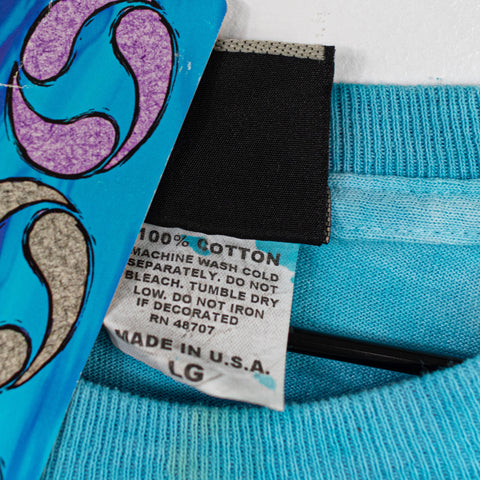 100% COTTON
MACHINE WASH COLD
SEPARATELY. DO NOT
BLEACH. TUMBLE DRY
LOW. DO NOT IRON
IF DECORATED
RN 48707
MADE IN U.S.A.
LG